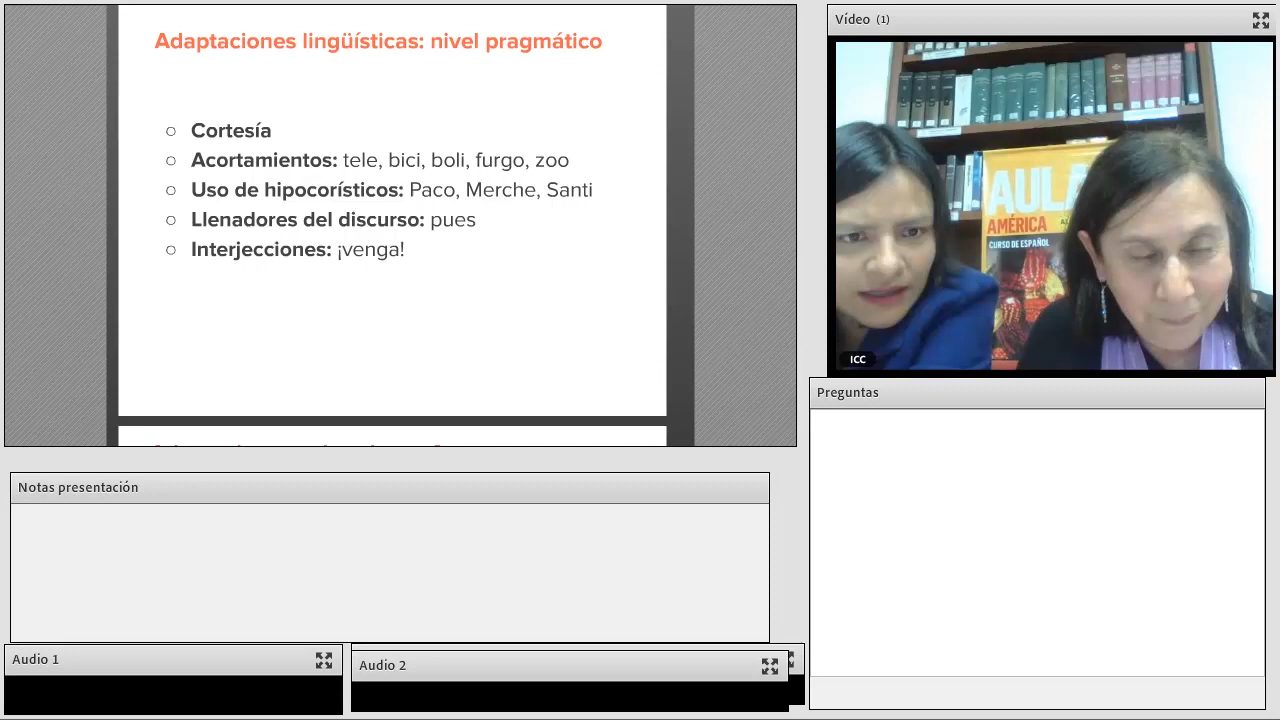 Adaptaciones lingüísticas: nivel pragmático
Cortesía
Acortamientos: tele, bici, boli, furgo, zoo
Uso de hipocorísticos: Paco, Merche, Santi
Llenadores del discurso: pues
Interjecciones: ¡venga!
Vídeo (1)
AULA
AMÉRICA
CURSO DE ESPAÑOL
ICC
Preguntas
Notas presentación
Audio 1
Audio 2